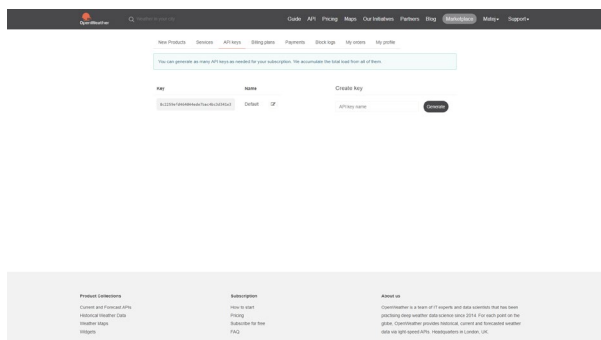 OpenWeather
Weather in your city
Guide API Pricing Maps Our Initiatives Partners Blog Marketplace Support
New Products Services API keys Billing plans Payments Block logs My orders My profile
You can generate as many API keys as needed for your subscription. We accumulate the total load from all of them.
Key Name Create key
Default API key name Generate
Product Collections
Current and Forecast APIs
Historical Weather Data
Weather Maps
Widgets
Subscription
How to start
Pricing
Subscribe for free
FAQ
About us
OpenWeather is a team of IT experts and data scientists that has been
practising deep weather data science since 2014. For each point on the
globe, OpenWeather provides historical, current and forecasted weather
data via light-speed APIs. Headquarters in London, UK.